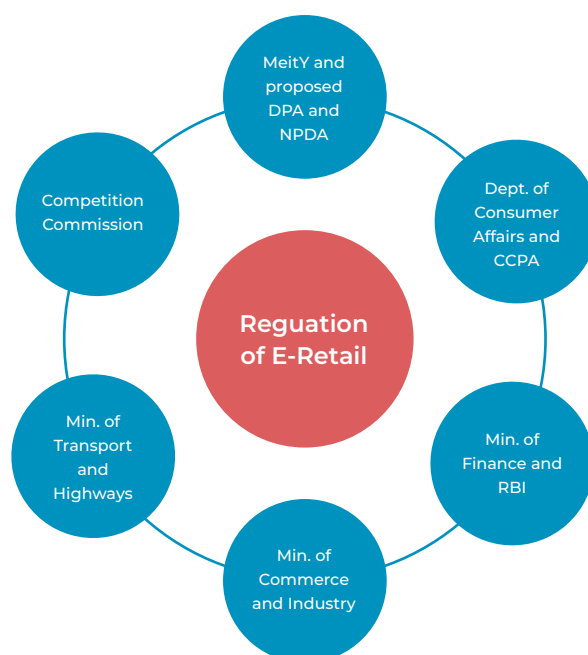 MeitY and
proposed
DPA and
NPDA
Dept. of
Consumer
Affairs and
CCPA
Min. of
Finance and
RBI
Min. of
Commerce
and Industry
Min. of
Transport
and
Highways
Competition
Commission
Reguation
of E-Retail